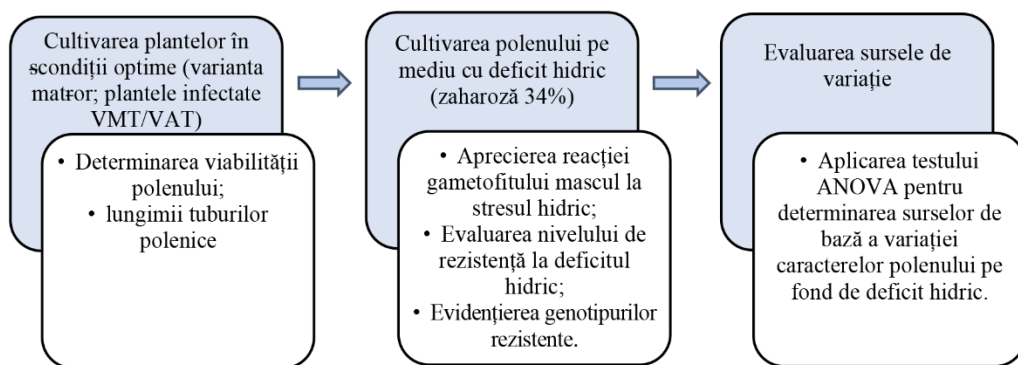 Cultivarea plantelor în
scondiții optime (varianta
matror; plantele infectate
VMT/VAT)
• Determinarea viabilității
polenului;
• lungimii tuburilor
polenice
Cultivarea polenului pe
mediu cu deficit hidric
(zaharoză 34%)
• Aprecierea reacției
gametofitului mascul la
stresul hidric;
• Evaluarea nivelului de
rezistență la deficitul
hidric;
• Evidențierea genotipurilor
rezistente.
Evaluarea sursele de
variație
• Aplicarea testului
ANOVA pentru
determinarea surselor de
bază a variației
caracterelor polenului pe
fond de deficit hidric.